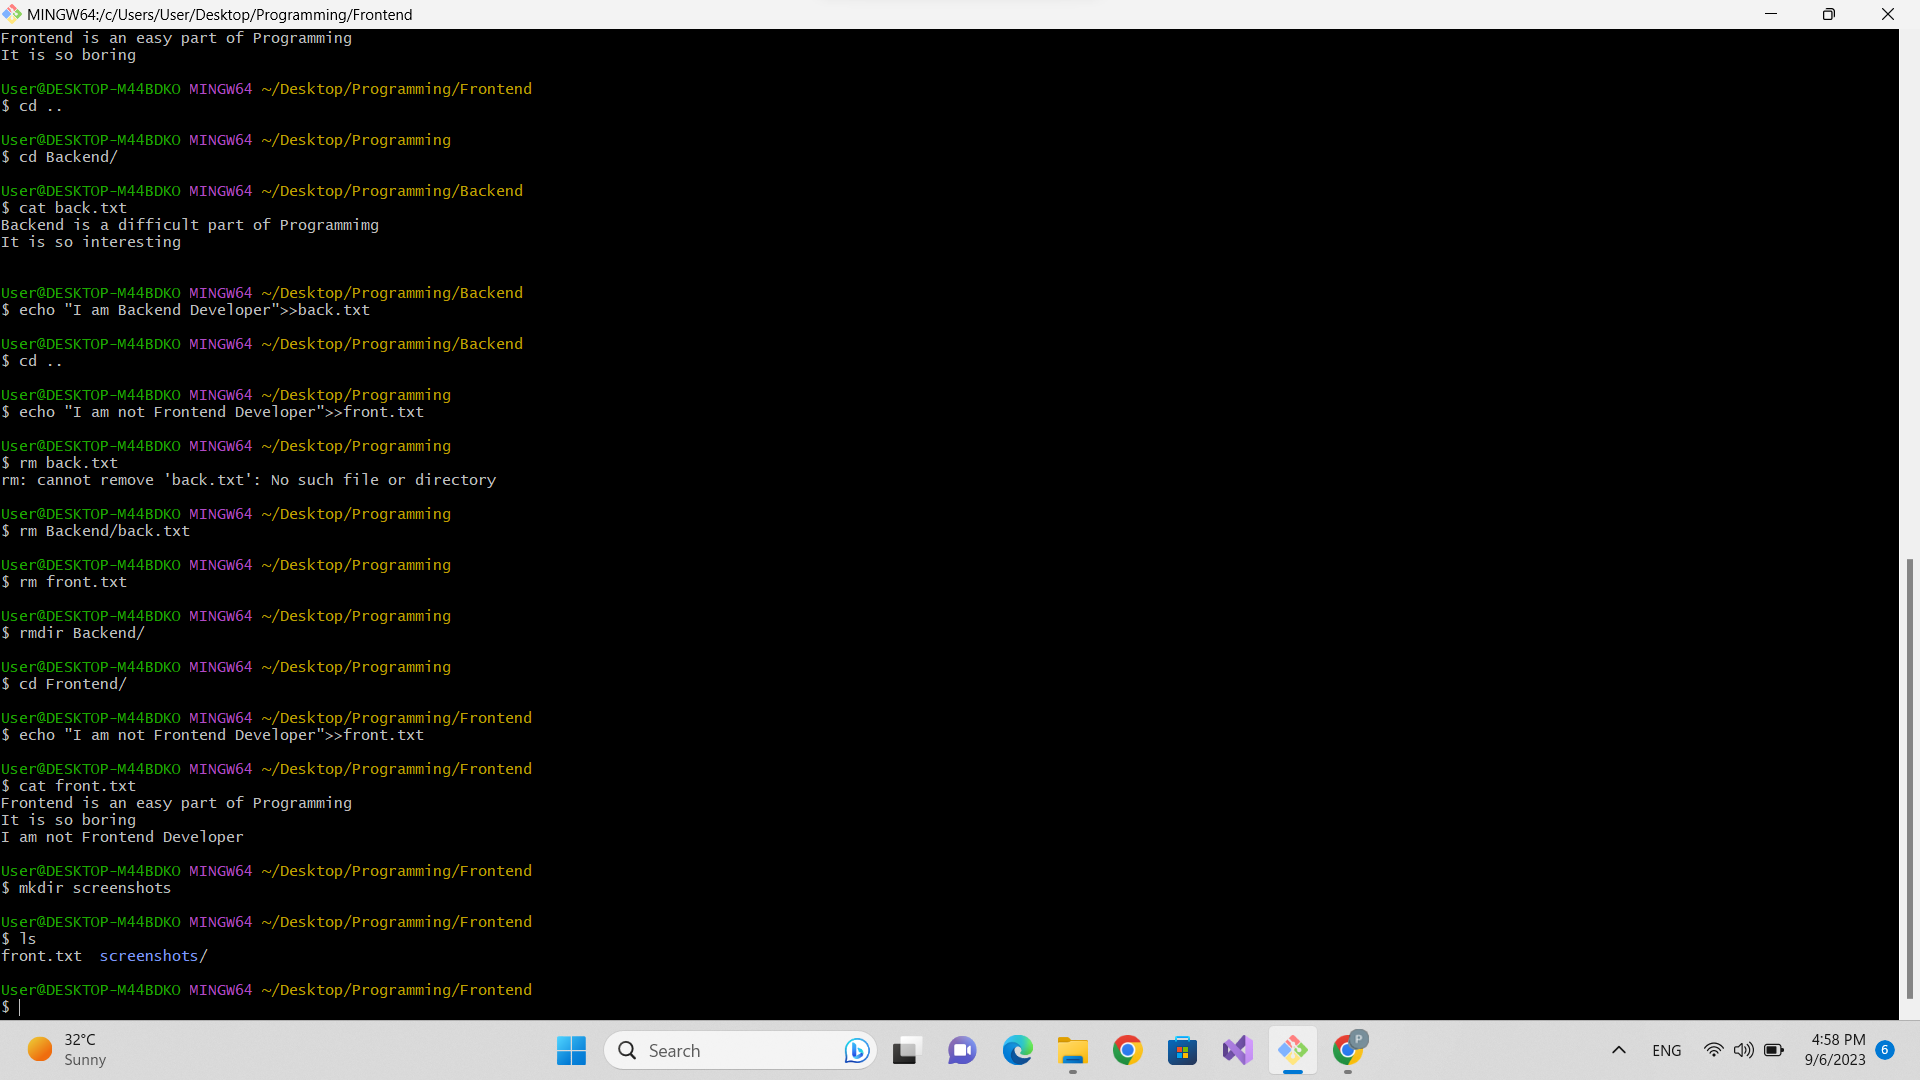 MINGW64:/c/Users/User/Desktop/Programming/Frontend
Frontend is an easy part of Programming
It is so boring
User@DESKTOP-M44BDKO MINGW64 ~/Desktop/Programming/Frontend
$ cd ..
User@DESKTOP-M44BDKO MINGW64 ~/Desktop/Programming
$ cd Backend/
User@DESKTOP-M44BDKO MINGW64 ~/Desktop/Programming/Backend
$ cat back.txt
Backend is a difficult part of Programmimg
It is so interesting
User@DESKTOP-M44BDKO MINGW64 ~/Desktop/Programming/Backend
$ echo "I am Backend Developer">>back.txt
User@DESKTOP-M44BDKO MINGW64 ~/Desktop/Programming/Backend
$ cd ..
User@DESKTOP-M44BDKO MINGW64 ~/Desktop/Programming
$ echo "I am not Frontend Developer">>front.txt
User@DESKTOP-M44BDKO MINGW64 ~/Desktop/Programming
$ rm back.txt
rm: cannot remove 'back.txt': No such file or directory
User@DESKTOP-M44BDKO MINGW64 ~/Desktop/Programming
$ rm Backend/back.txt
User@DESKTOP-M44BDKO MINGW64 ~/Desktop/Programming
$ rm front.txt
User@DESKTOP-M44BDKO MINGW64 ~/Desktop/Programming
$ rmdir Backend/
User@DESKTOP-M44BDKO MINGW64 ~/Desktop/Programming
$ cd Frontend/
User@DESKTOP-M44BDKO MINGW64 ~/Desktop/Programming/Frontend
$ echo "I am not Frontend Developer">>front.txt
User@DESKTOP-M44BDKO MINGW64 ~/Desktop/Programming/Frontend
$ cat front.txt
Frontend is an easy part of Programming
It is so boring
I am not Frontend Developer
User@DESKTOP-M44BDKO MINGW64 ~/Desktop/Programming/Frontend
$ mkdir screenshots
User@DESKTOP-M44BDKO MINGW64 ~/Desktop/Programming/Frontend
$ ls
front.txt  screenshots/
User@DESKTOP-M44BDKO MINGW64 ~/Desktop/Programming/Frontend
$
32°C
Sunny
Search
P
ENG
4:58 PM
9/6/2023
6